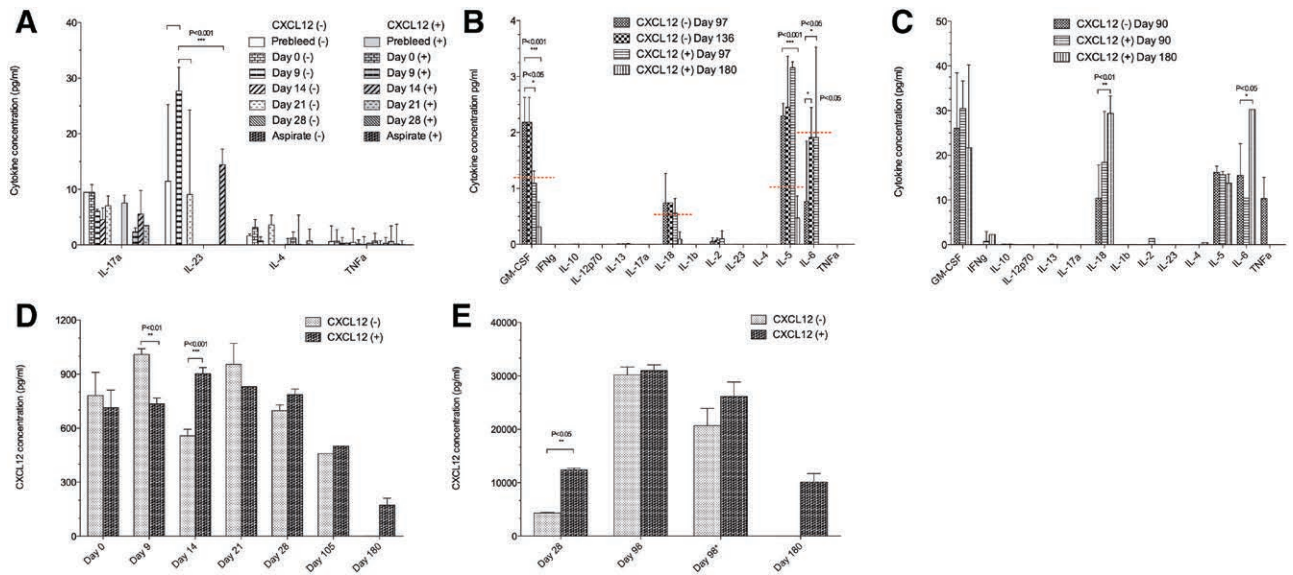 A
CXCL12 (-) CXCL12 (+)
Prebleed (-) Prebleed (+)
Day 0 (-) Day 0 (+)
Day 9 (-) Day 9 (+)
Day 14 (-) Day 14 (+)
Day 21 (-) Day 21 (+)
Day 28 (-) Day 28 (+)
Aspirate (-) Aspirate (+)
P<0.001
***
Cytokine concentration (pg/ml)
40
30
20
10
0
IL-17a IL-23 IL-4 TNFa
B
CXCL12 (-) Day 97
CXCL12 (-) Day 136
CXCL12 (+) Day 97
CXCL12 (+) Day 180
P<0.001
***
P<0.05
*
P<0.001
***
P<0.05
*
*
P<0.05
Cytokine concentration pg/ml
4
3
2
1
0
GM-CSF IFNg IL-10 IL-12p70 IL-13 IL-17a IL-18 IL-1b IL-2 IL-23 IL-4 IL-5 IL-6 TNFa
C
CXCL12 (-) Day 90
CXCL12 (+) Day 90
CXCL12 (+) Day 180
P<0.01
**
P<0.05
*
Cytokine concentration (pg/ml)
50
40
30
20
10
0
GM-CSF IFNg IL-10 IL-12p70 IL-13 IL-17a IL-18 IL-1b IL-2 IL-23 IL-4 IL-5 IL-6 TNFa
D
CXCL12 (-)
CXCL12 (+)
P<0.01
**
P<0.001
***
CXCL12 concentration (pg/ml)
1200
900
600
300
0
Day 0 Day 9 Day 14 Day 21 Day 28 Day 105 Day 180
E
CXCL12 (-)
CXCL12 (+)
P<0.05
**
CXCL12 concentration (pg/ml)
40000
30000
20000
10000
0
Day 28 Day 98 Day 98* Day 180